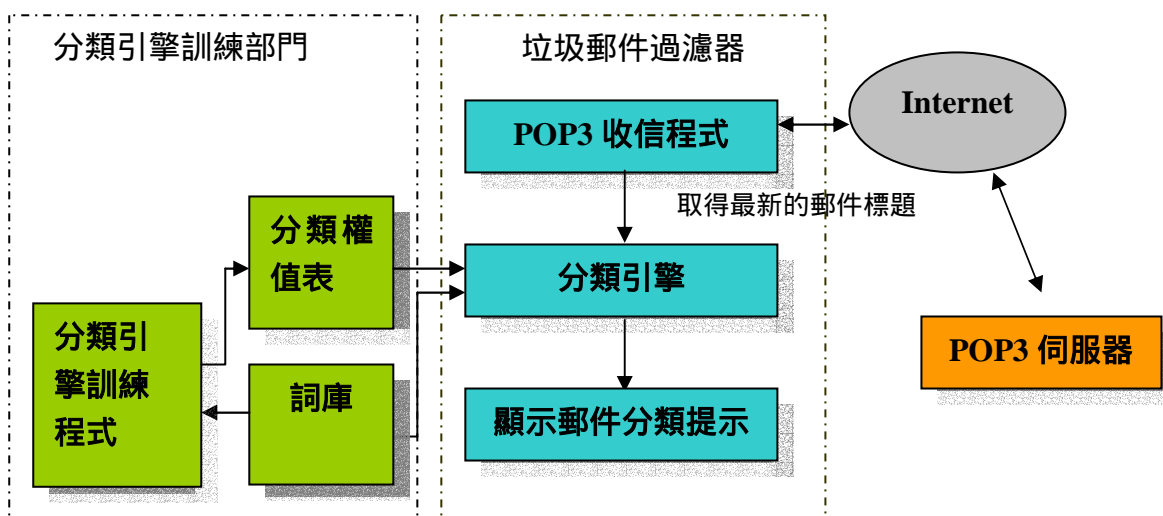 分類引擎訓練部門
垃圾郵件過濾器
Internet
POP3 收信程式
取得最新的郵件標題
分類權
值表
分類引擎
分類引
擎訓練
程式
詞庫
POP3 伺服器
顯示郵件分類提示